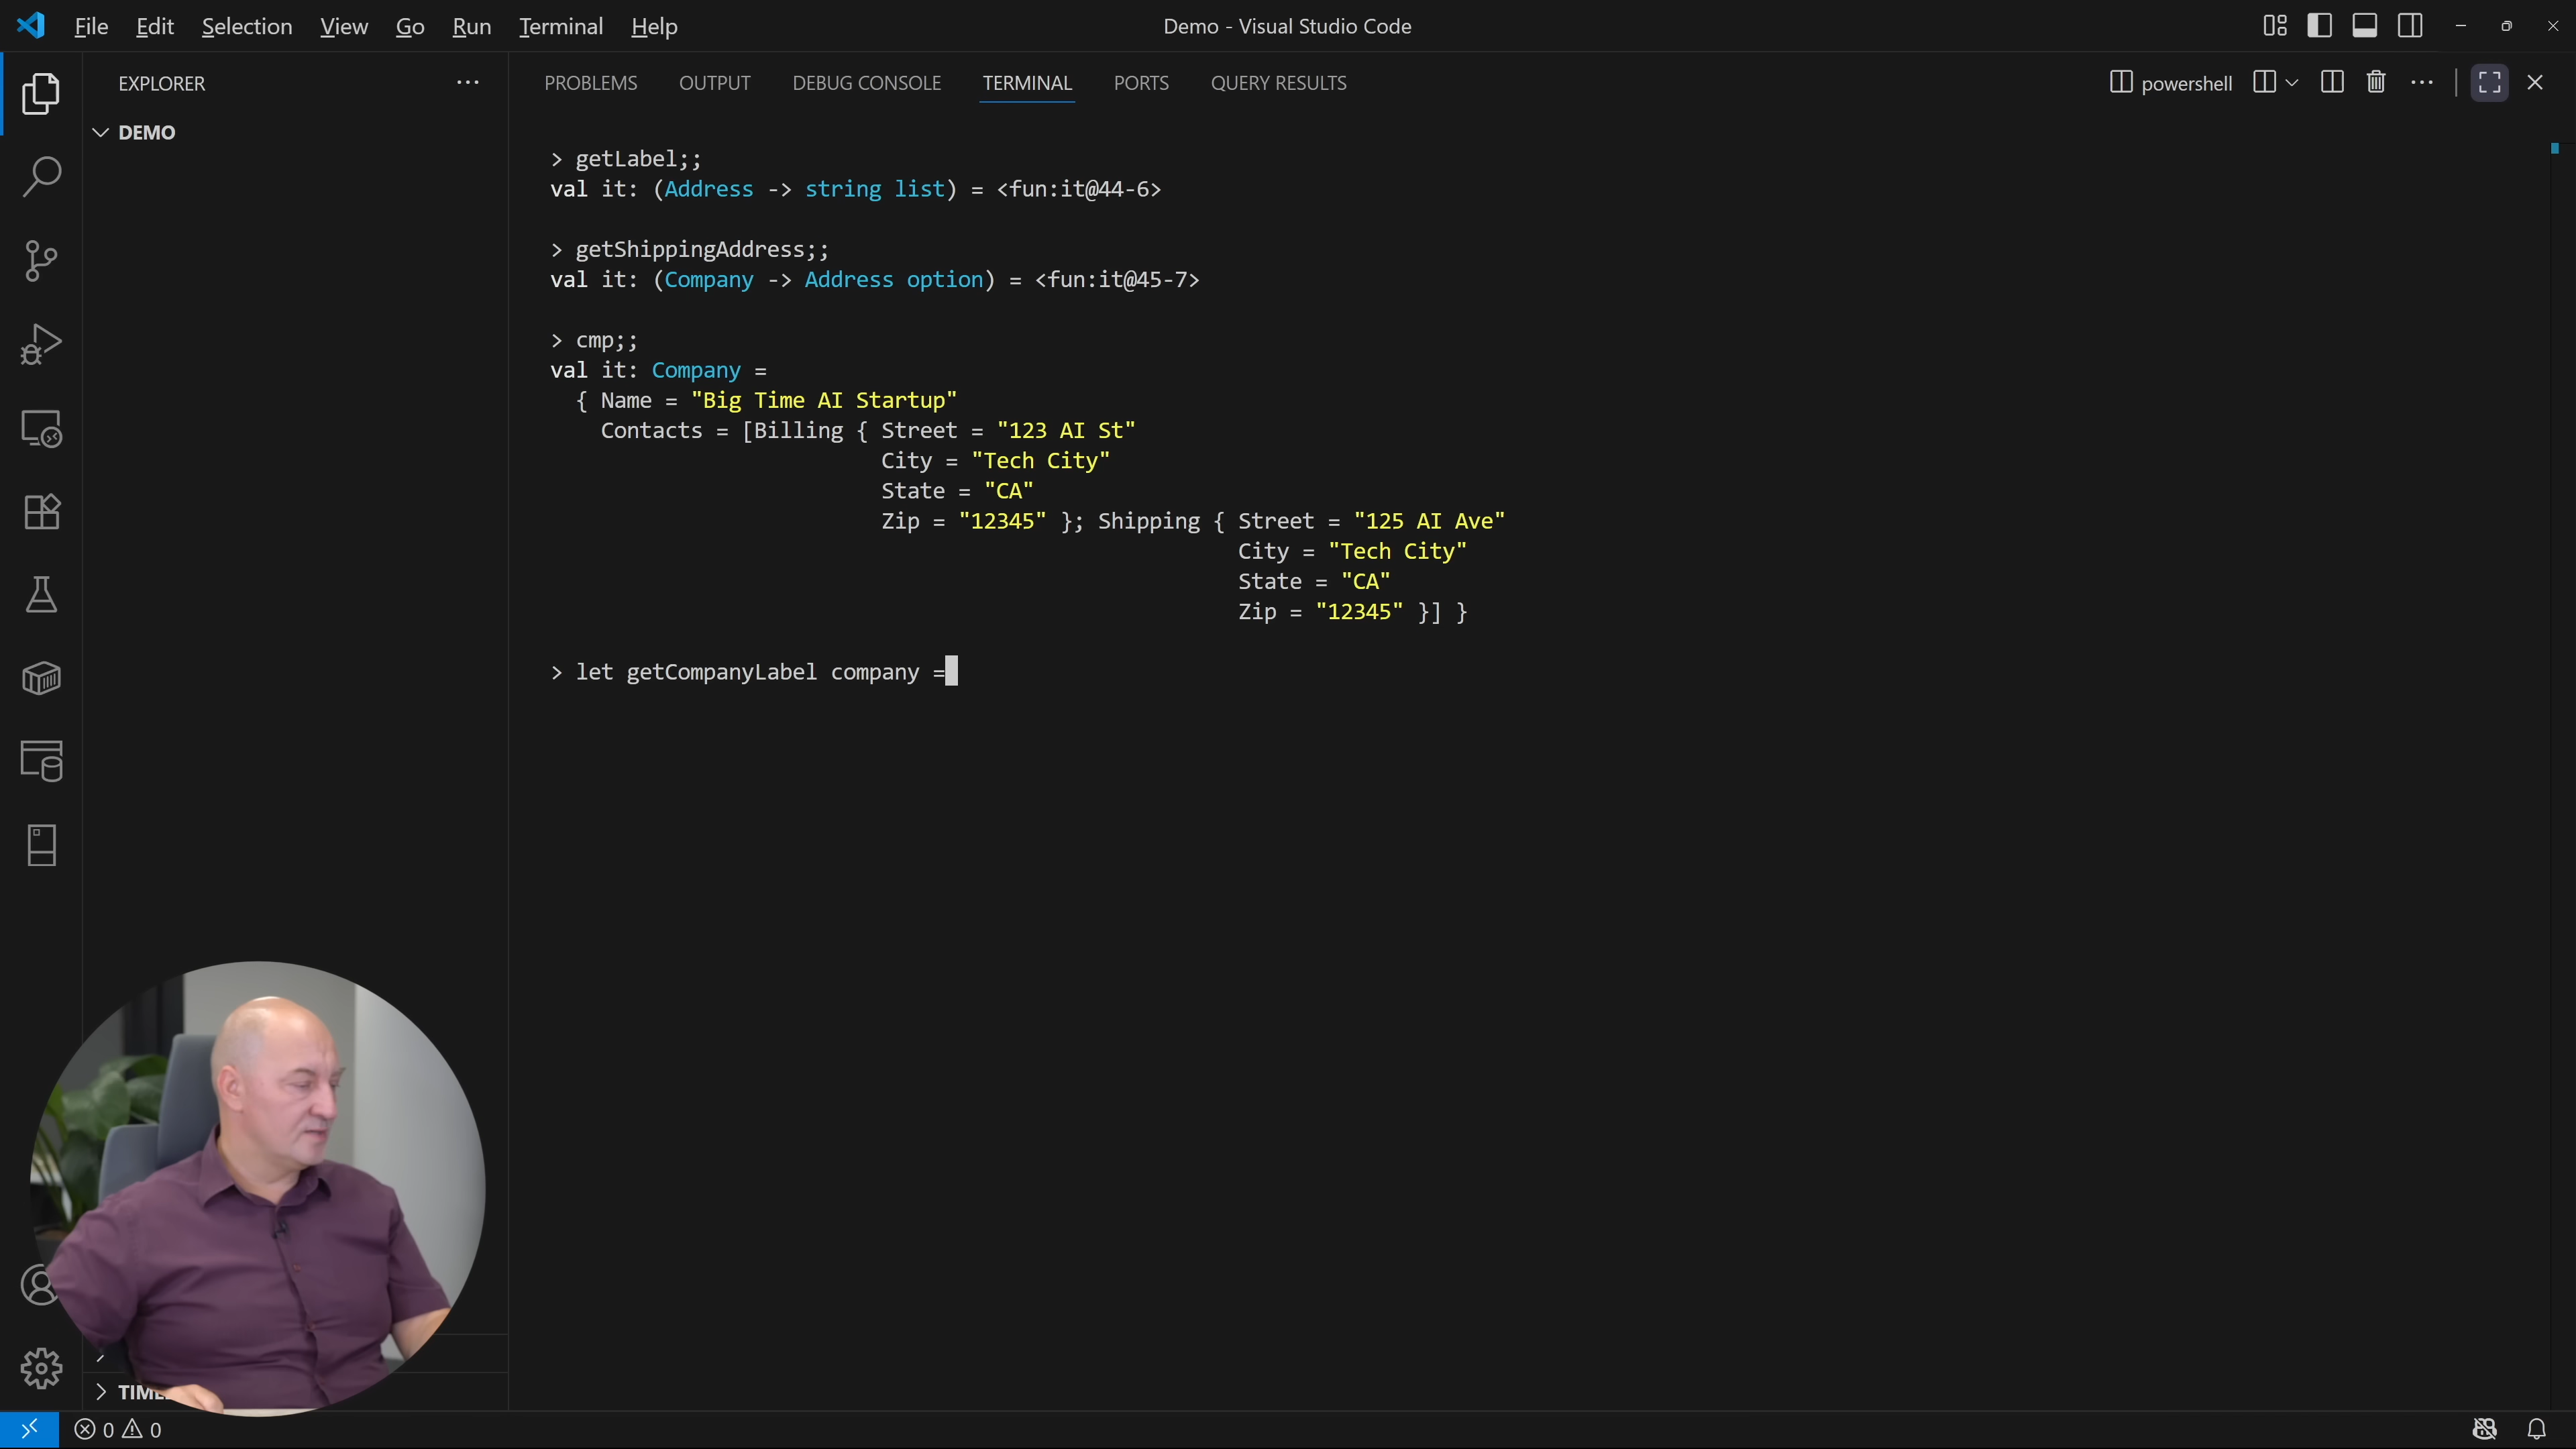 File Edit Selection View Go Run Terminal Help
Demo - Visual Studio Code
EXPLORER
DEMO
PROBLEMS OUTPUT DEBUG CONSOLE TERMINAL PORTS QUERY RESULTS
powershell
> getLabel;;
val it: (Address -> string list) = <fun:it@44-6>
> getShippingAddress;;
val it: (Company -> Address option) = <fun:it@45-7>
> cmp;;
val it: Company =
{ Name = "Big Time AI Startup"
Contacts = [Billing { Street = "123 AI St"
City = "Tech City"
State = "CA"
Zip = "12345" }; Shipping { Street = "125 AI Ave"
City = "Tech City"
State = "CA"
Zip = "12345" }] }
> let getCompanyLabel company =
0 0